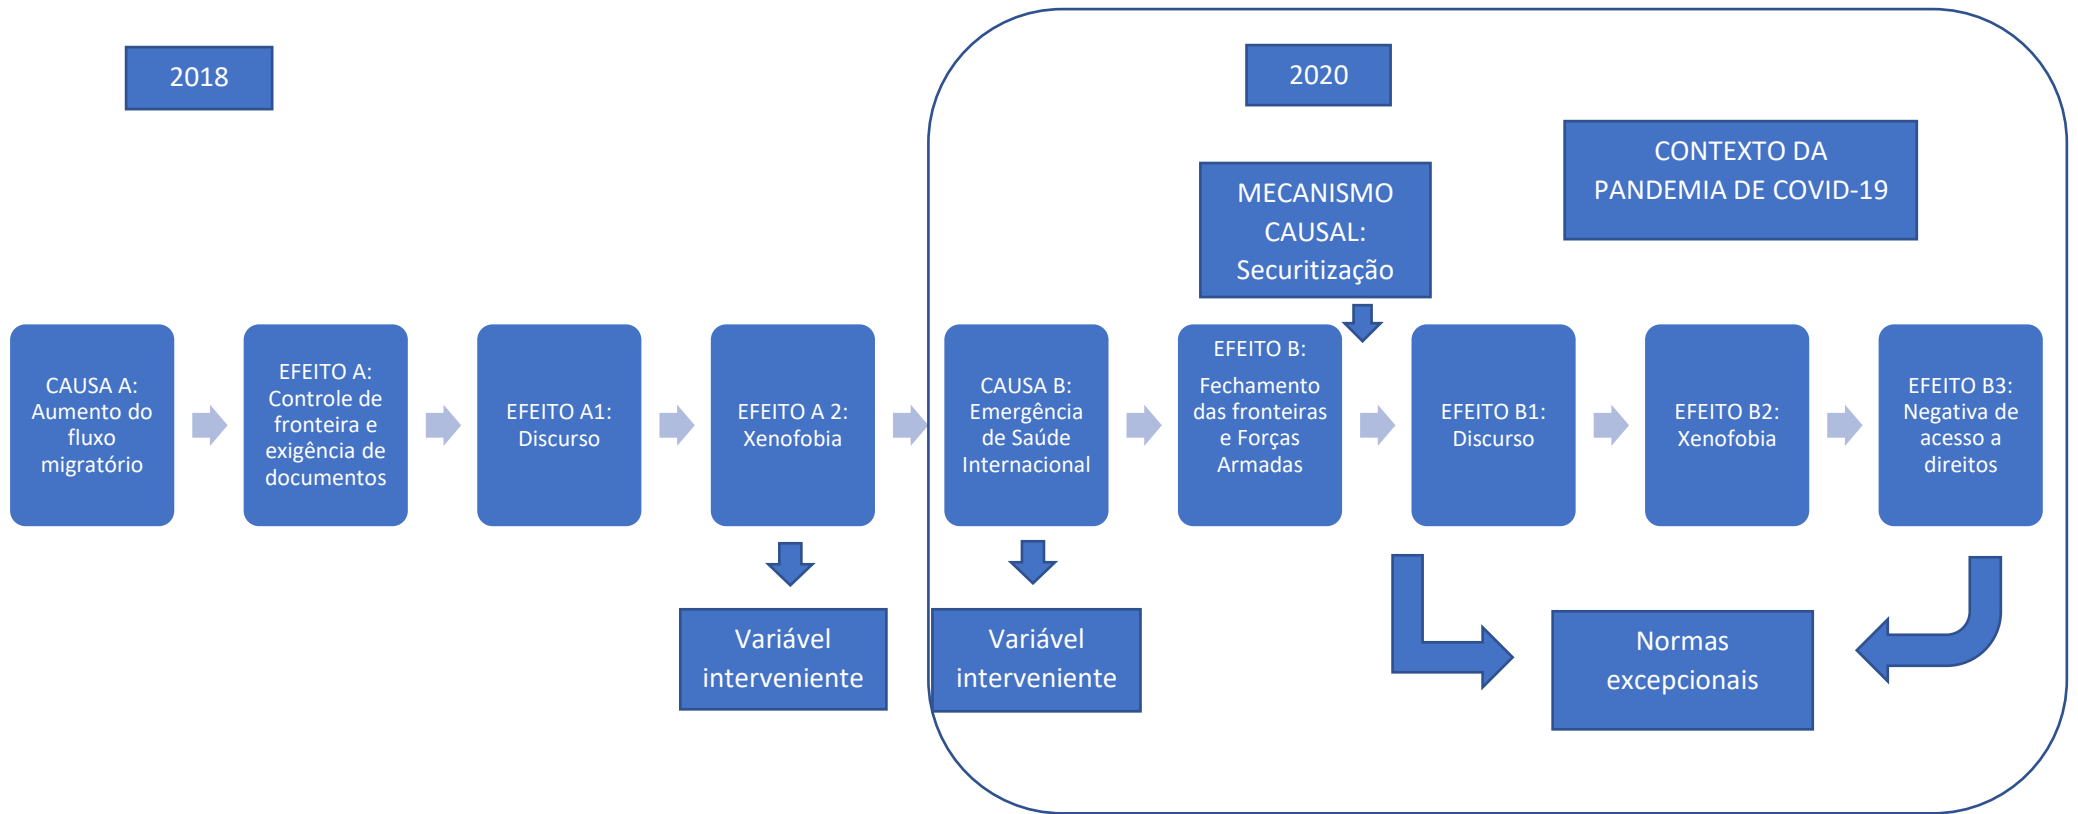 2018
2020
CONTEXTO DA
PANDEMIA DE COVID-19
MECANISMO
CAUSAL:
Securitização
CAUSA A:
Aumento do
fluxo
migratório
EFEITO A:
Controle de
fronteira e
exigência de
documentos
EFEITO A1:
Discurso
EFEITO A 2:
Xenofobia
CAUSA B:
Emergência
de Saúde
Internacional
EFEITO B:
Fechamento
das fronteiras
e Forças
Armadas
EFEITO B1:
Discurso
EFEITO B2:
Xenofobia
EFEITO B3:
Negativa de
acesso a
direitos
Variável
interveniente
Variável
interveniente
Normas
excepcionais